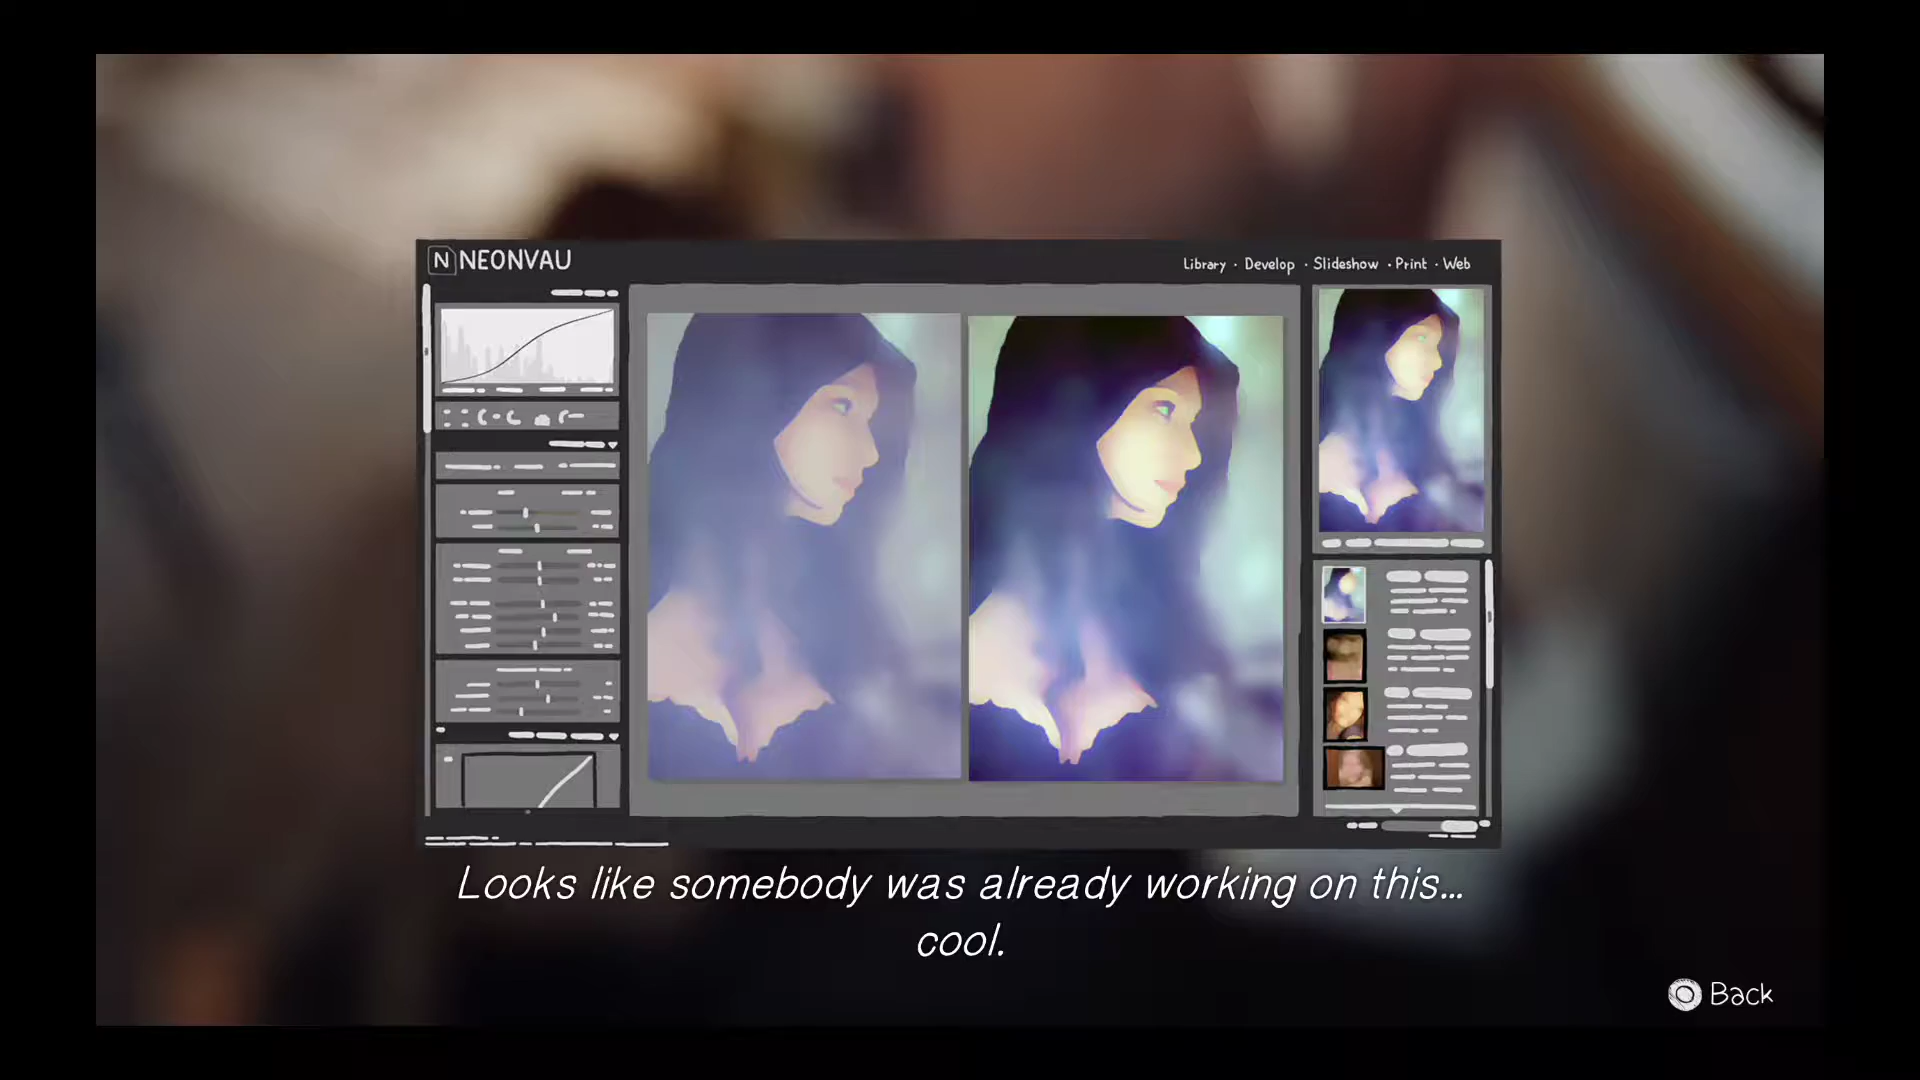 N NEONVAU
Library · Develop · Slideshow · Print · Web
Looks like somebody was already working on this...
cool.
Back